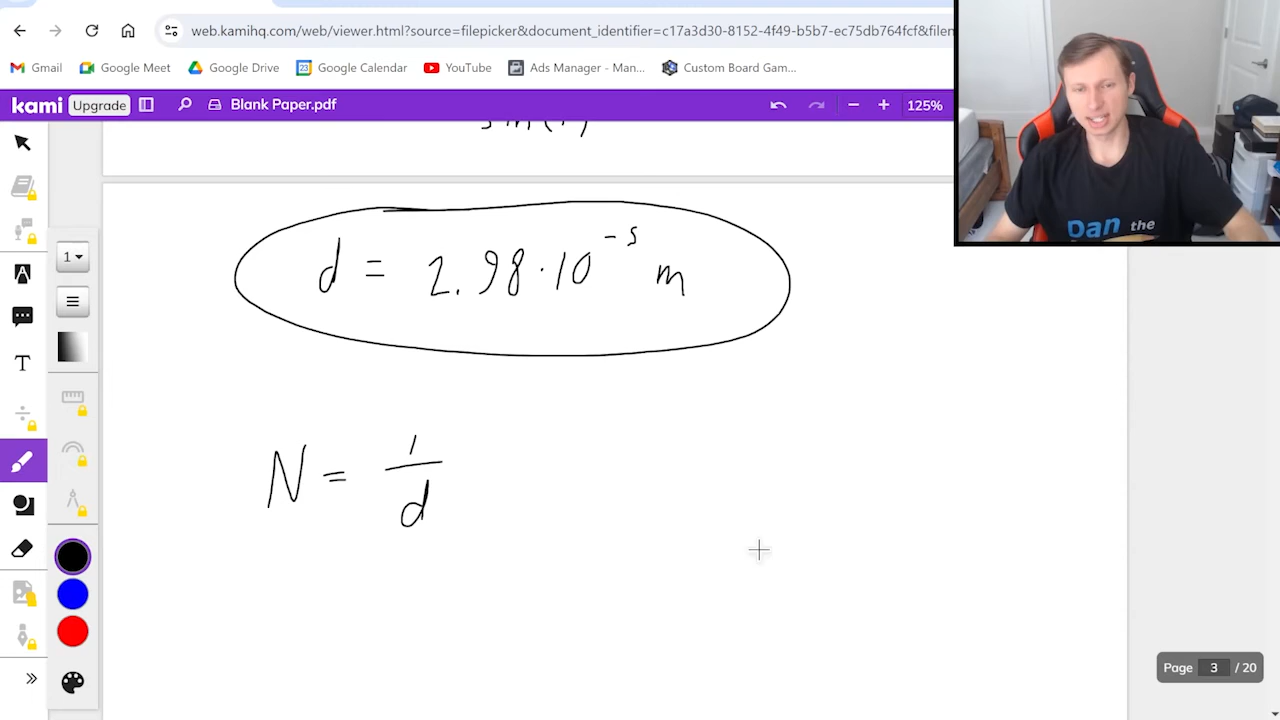 web.kamihq.com/web/viewer.html?source=filepicker&document_identifier=c17a3d30-8152-4f49-b5b7-ec75db764fcf&filen
Gmail Google Meet Google Drive 23 Google Calendar YouTube Ads Manager - Man... Custom Board Gam...
kami Upgrade Blank Paper.pdf 125%
1
T
d = 2.98·10⁻⁵ m
N = 1/d
Dan the
Page 3 / 20